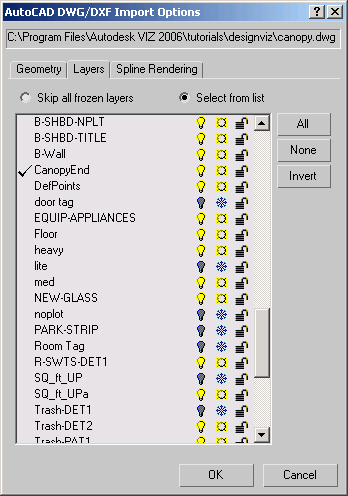 AutoCAD DWG/DXF Import Options
C:\Program Files\Autodesk VIZ 2006\tutorials\designviz\canopy.dwg
Geometry Layers Spline Rendering
Skip all frozen layers Select from list
B-SHBD-NPLT
B-SHBD-TITLE
B-Wall
CanopyEnd
DefPoints
door tag
EQUIP-APPLIANCES
Floor
heavy
lite
med
NEW-GLASS
noplot
PARK-STRIP
Room Tag
R-SWTS-DET1
SQ_ft_UP
SQ_ft_UPa
Trash-DET1
Trash-DET2
Trash-PAT1
All
None
Invert
OK Cancel